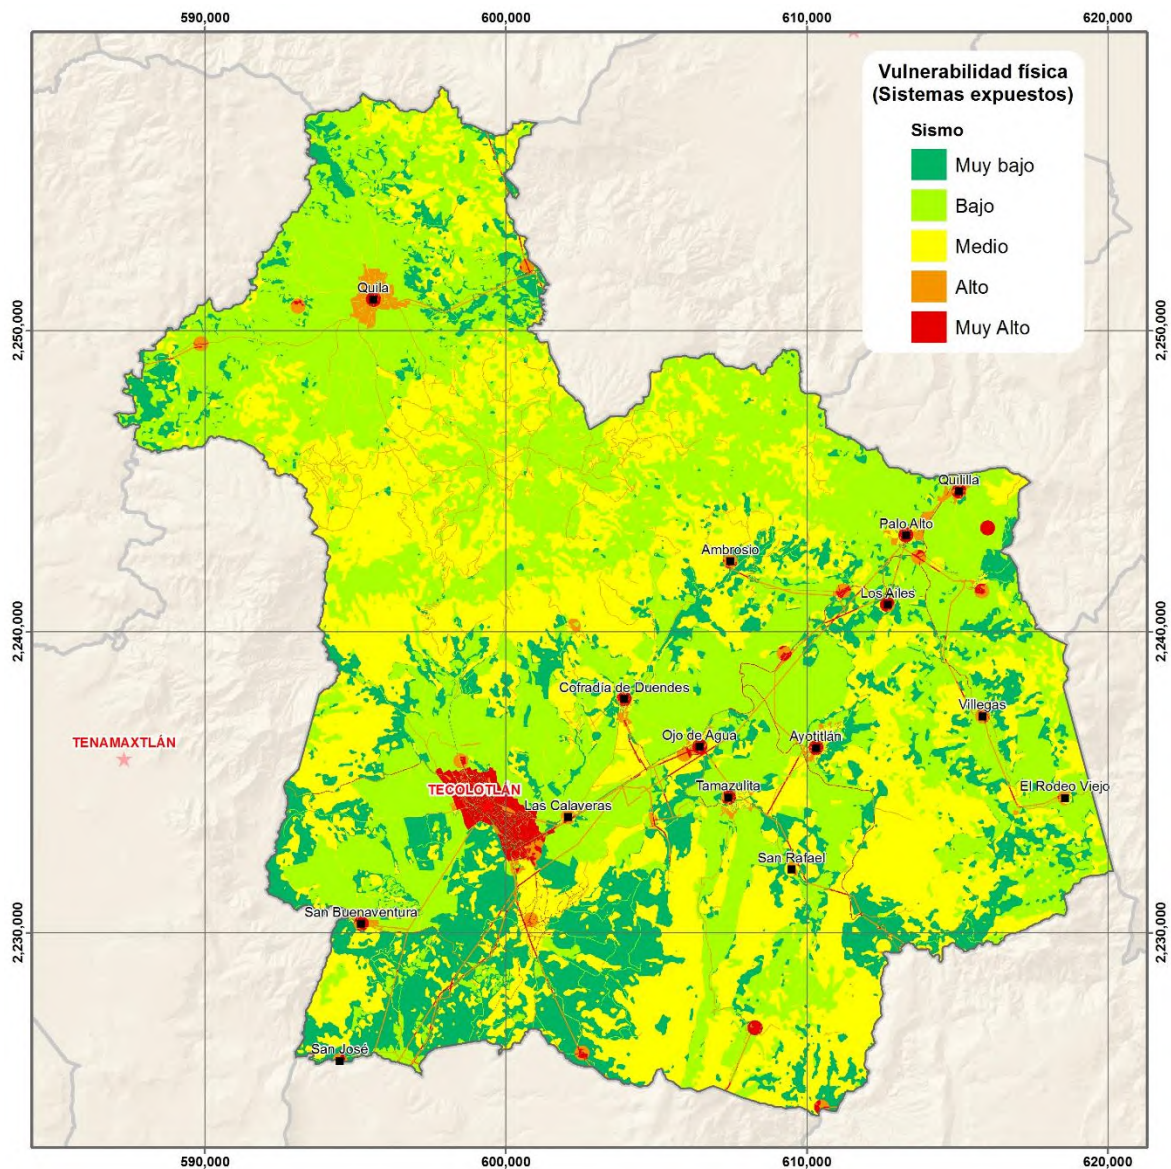 590,000
600,000
610,000
620,000
Vulnerabilidad física
(Sistemas expuestos)
Sismo
Muy bajo
Bajo
Medio
Alto
Muy Alto
Quila
2,250,000
2,250,000
Quililla
Palo Alto
Ambrosio
Los Ailes
2,240,000
2,240,000
Cofradía de Duendes
Villegas
TENAMAXTLÁN
Ojo de Agua
Ayotitlán
TECOLOTLÁN
Tamazulita
El Rodeo Viejo
Las Calaveras
San Rafael
San Buenaventura
2,230,000
2,230,000
San José
590,000
600,000
610,000
620,000